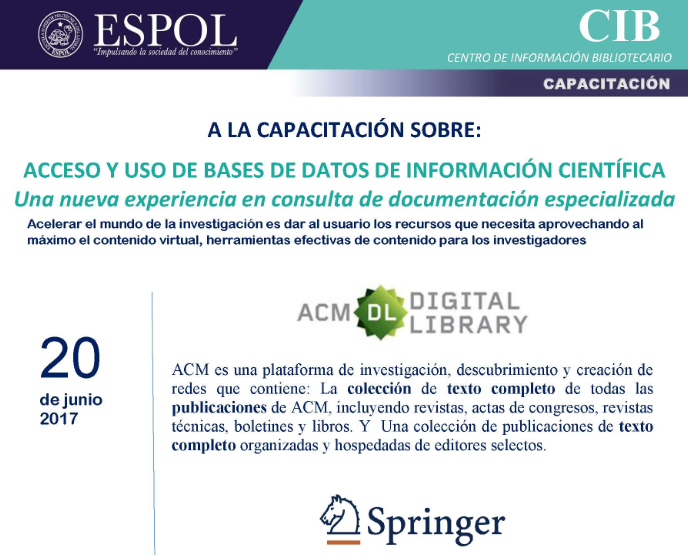 ESPOL
"Impulsando la sociedad del conocimiento"
CIB
CENTRO DE INFORMACIÓN BIBLIOTECARIO
CAPACITACIÓN
A LA CAPACITACIÓN SOBRE:
ACCESO Y USO DE BASES DE DATOS DE INFORMACIÓN CIENTÍFICA
Una nueva experiencia en consulta de documentación especializada
Acelerar el mundo de la investigación es dar al usuario los recursos que necesita aprovechando al
máximo el contenido virtual, herramientas efectivas de contenido para los investigadores
20
de junio
2017
ACM DL DIGITAL
LIBRARY
ACM es una plataforma de investigación, descubrimiento y creación de
redes que contiene: La colección de texto completo de todas las
publicaciones de ACM, incluyendo revistas, actas de congresos, revistas
técnicas, boletines y libros. Y Una colección de publicaciones de texto
completo organizadas y hospedadas de editores selectos.
Springer